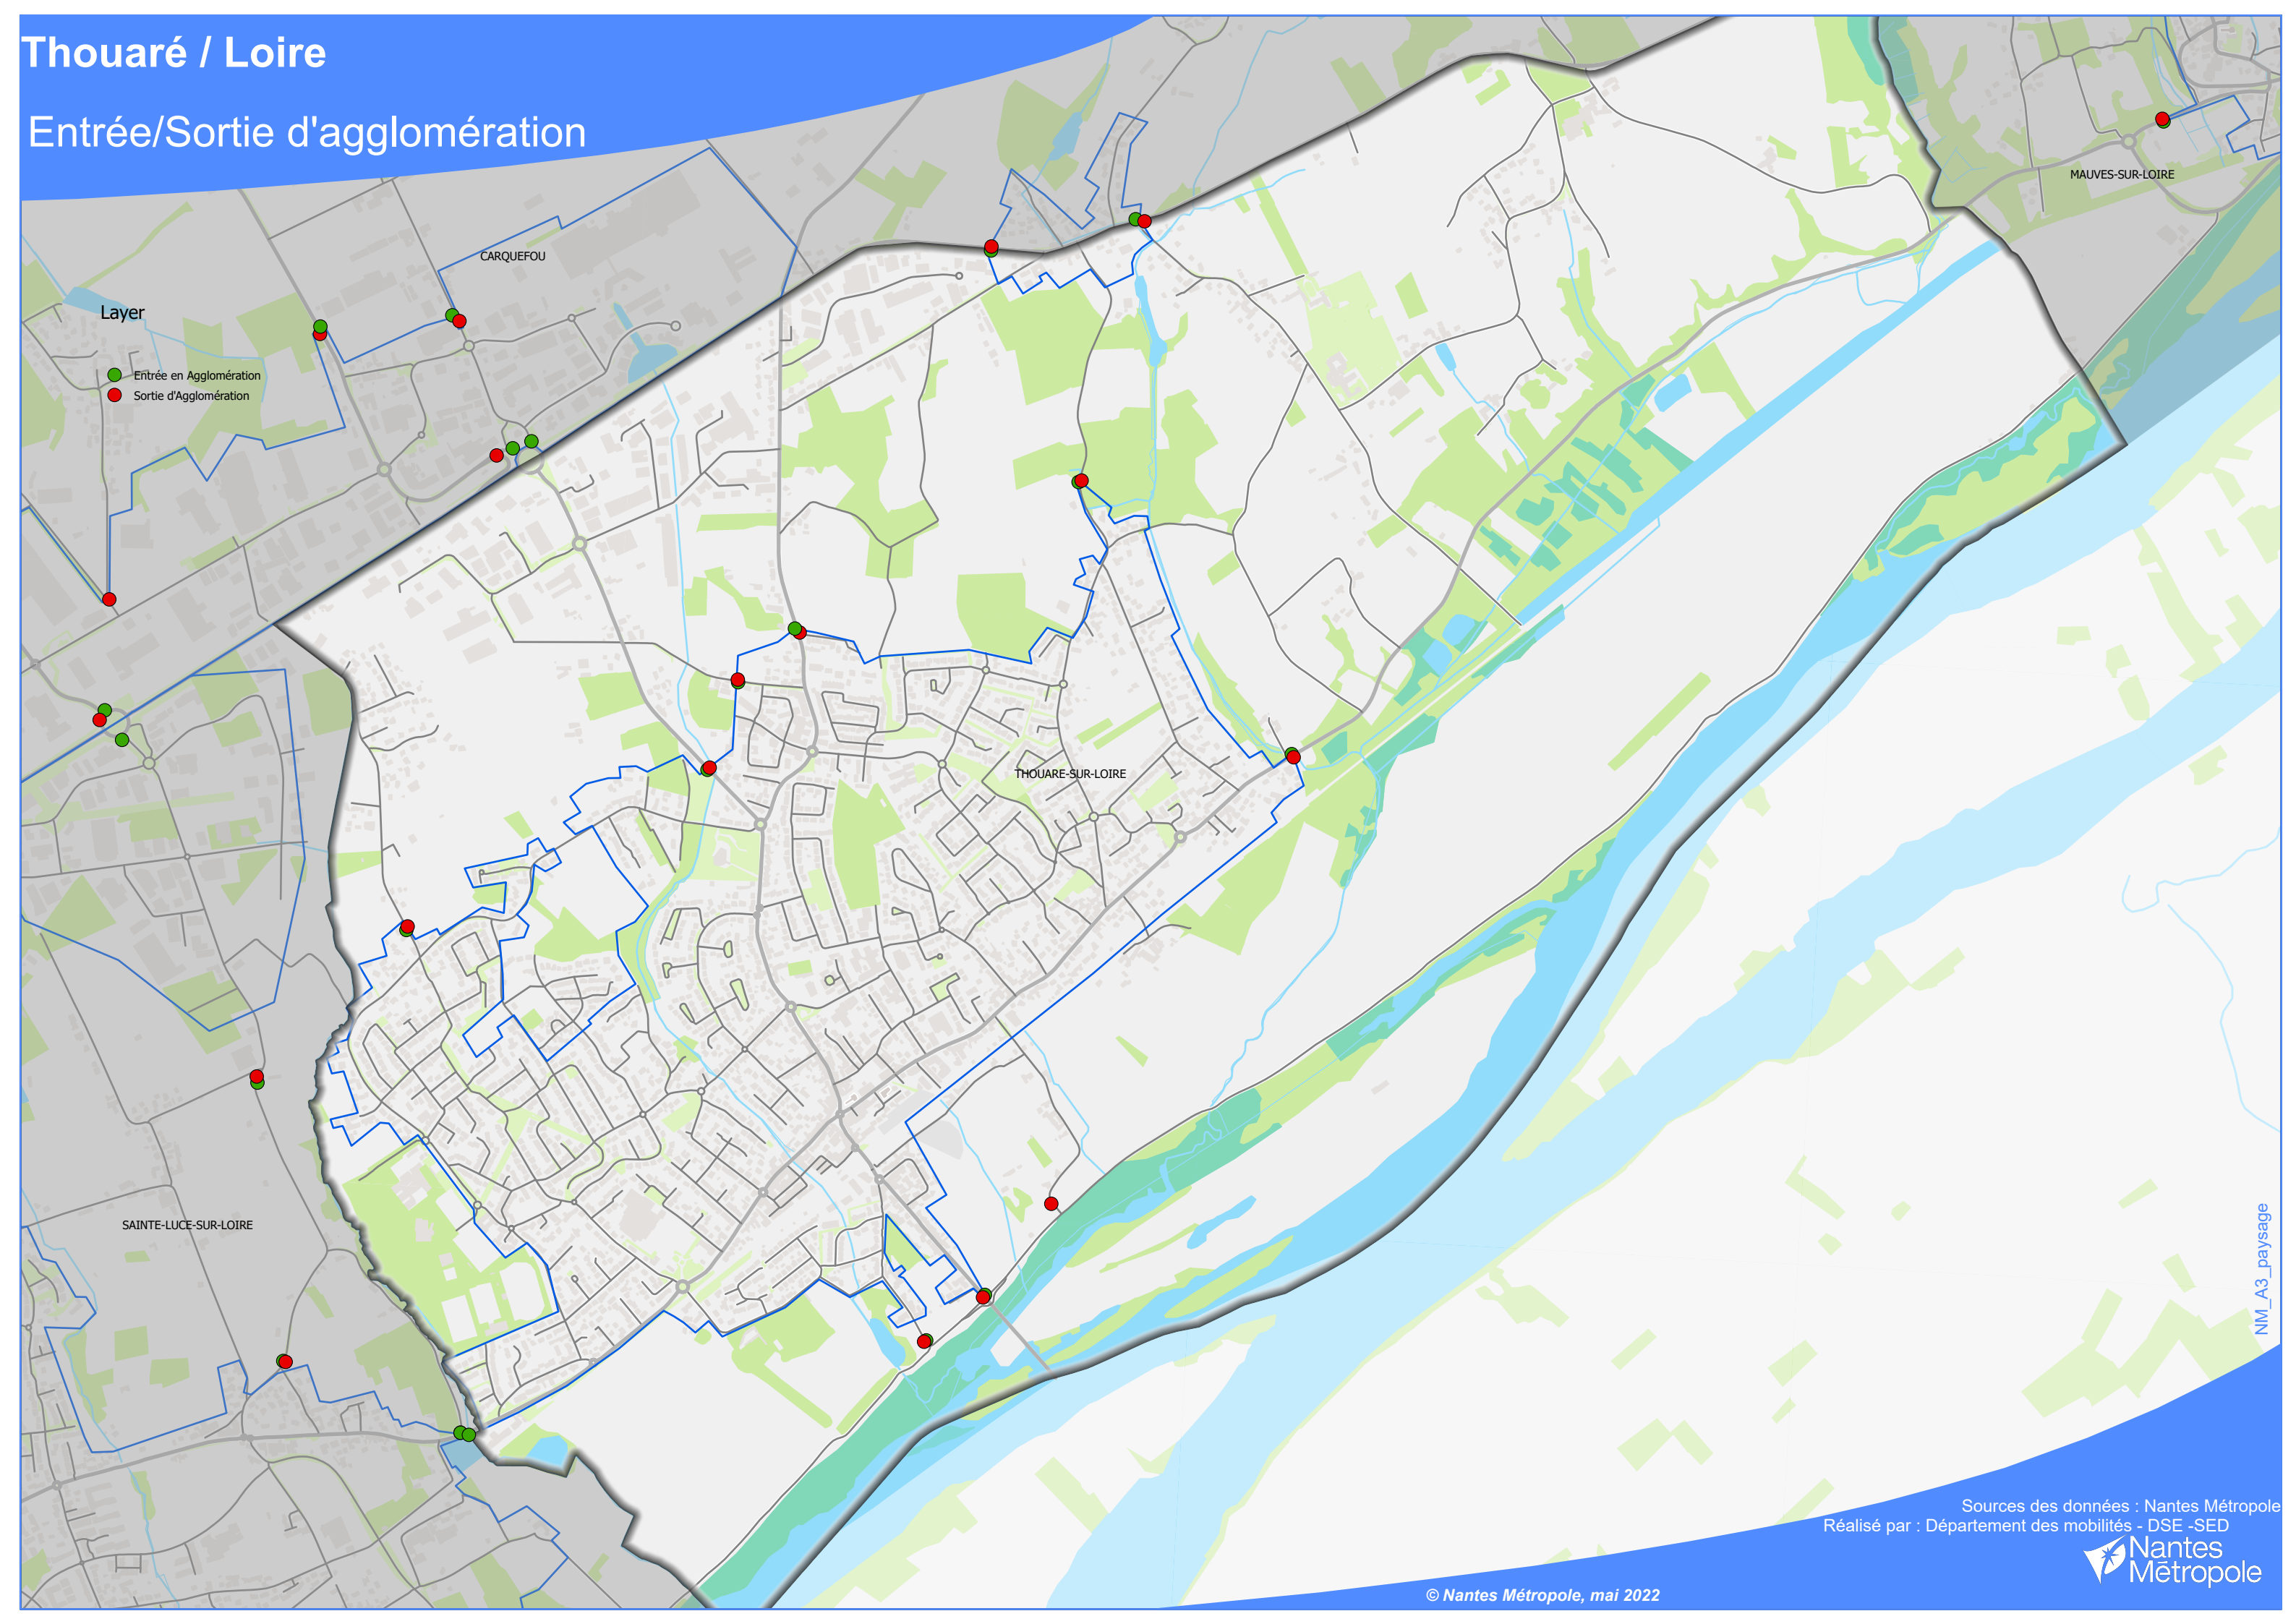 Thouaré / Loire
Entrée/Sortie d'agglomération
MAUVES-SUR-LOIRE
CARQUEFOU
Layer
Entrée en Agglomération
Sortie d'Agglomération
THOUARE-SUR-LOIRE
SAINTE-LUCE-SUR-LOIRE
NM_A3_paysage
Sources des données : Nantes Métropole
Réalisé par : Département des mobilités - DSE -SED
Nantes
Métropole
© Nantes Métropole, mai 2022